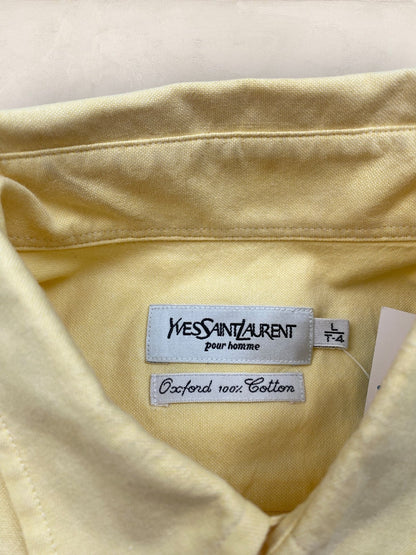 YVESSAINTLAURENT
pour homme
L
T-4
Oxford 100% Cotton